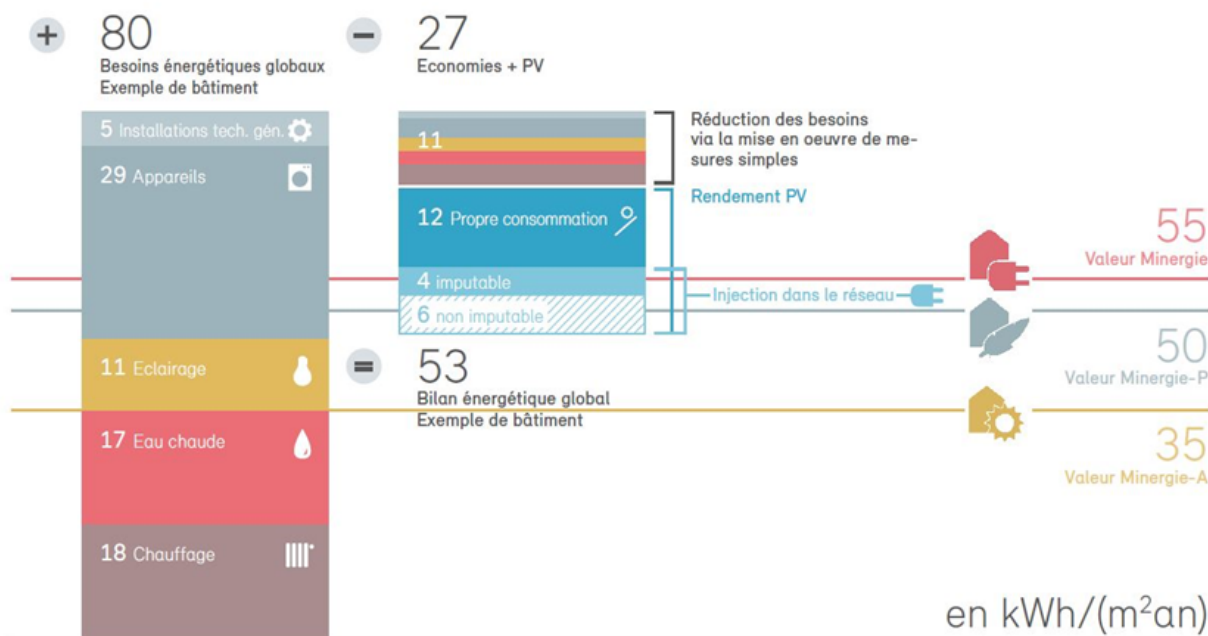 80
Besoins énergétiques globaux
Exemple de bâtiment
5 Installations tech. gén.
29 Appareils
11 Eclairage
17 Eau chaude
18 Chauffage
27
Economies + PV
11
Réduction des besoins
via la mise en oeuvre de me-
sures simples
Rendement PV
12 Propre consommation
4 imputable
6 non imputable
Injection dans le réseau
53
Bilan énergétique global
Exemple de bâtiment
55
Valeur Minergie
50
Valeur Minergie-P
35
Valeur Minergie-A
en kWh/(m²an)